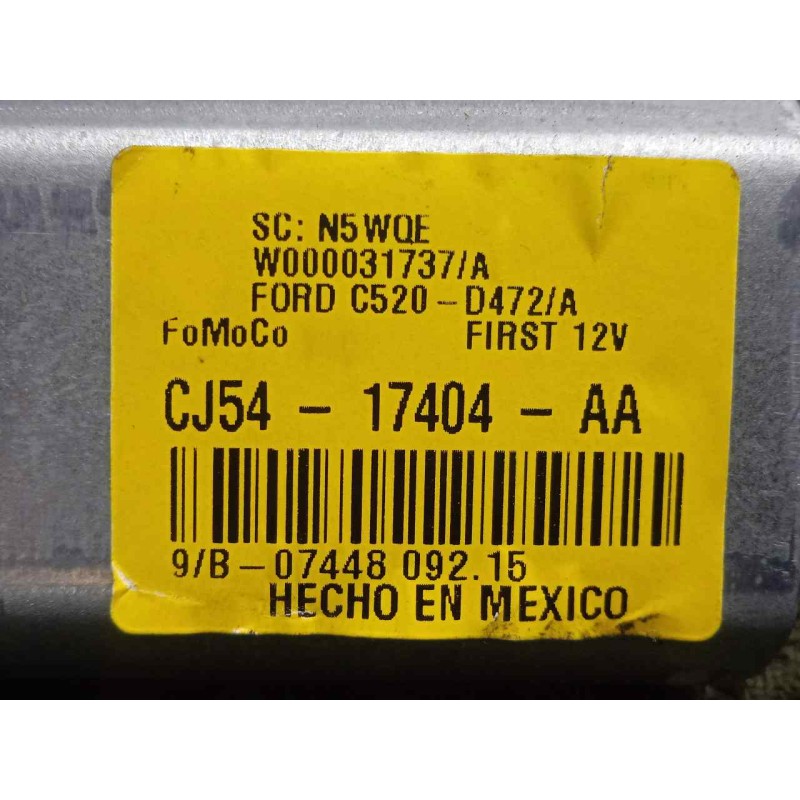 SC: N5WQE
W000031737/A
FORD C520-D472/A
FoMoCo FIRST 12V
CJ54 - 17404 - AA
9/B-07448 092.15
HECHO EN MEXICO